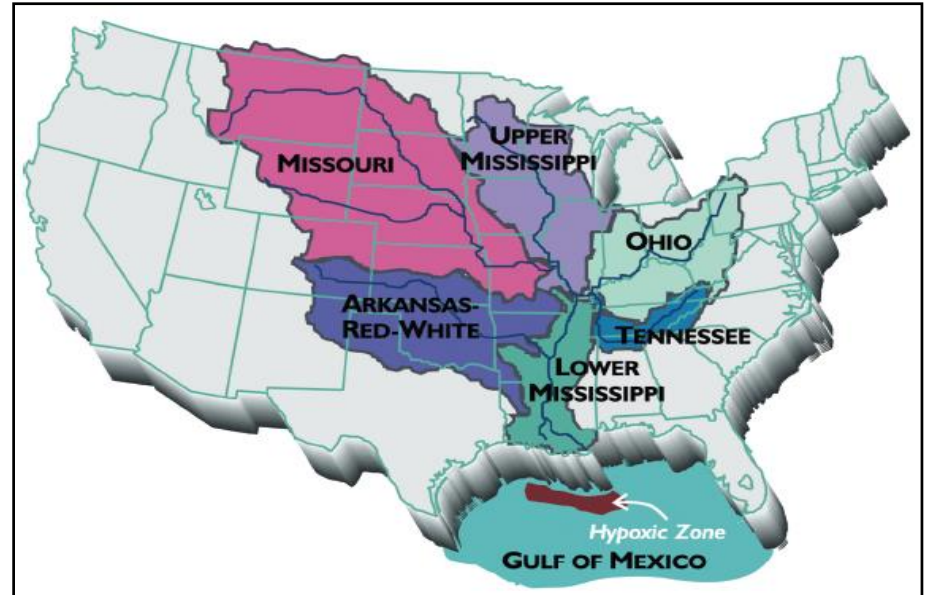 MISSOURI
UPPER
MISSISSIPPI
OHIO
ARKANSAS-
RED-WHITE
TENNESSEE
LOWER
MISSISSIPPI
Hypoxic Zone
GULF OF MEXICO